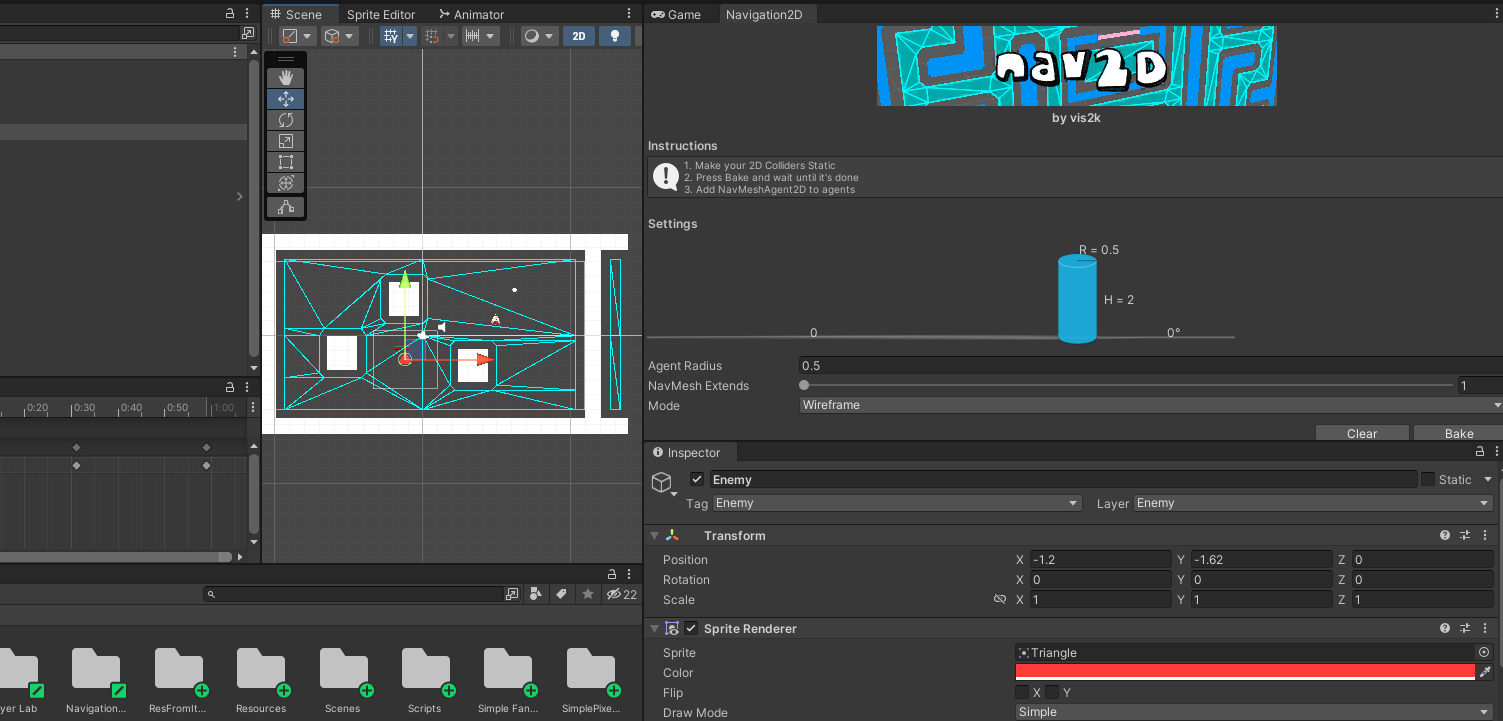 Scene
Sprite Editor
Animator
2D
22
0:20
0:30
0:40
0:50
1:00
yer Lab
Navigation...
ResFromIt...
Resources
Scenes
Scripts
Simple Fan...
SimplePixe...
Game
Navigation2D
nav2D
by vis2k
Instructions
1. Make your 2D Colliders Static
2. Press Bake and wait until it's done
3. Add NavMeshAgent2D to agents
Settings
R = 0.5
H = 2
0
0°
Agent Radius 0.5
NavMesh Extends 1
Mode Wireframe
Clear Bake
Inspector
Enemy Static
Tag Enemy Layer Enemy
Transform
Position X -1.2 Y -1.62 Z 0
Rotation X 0 Y 0 Z 0
Scale X 1 Y 1 Z 1
Sprite Renderer
Sprite Triangle
Color
Flip X Y
Draw Mode Simple